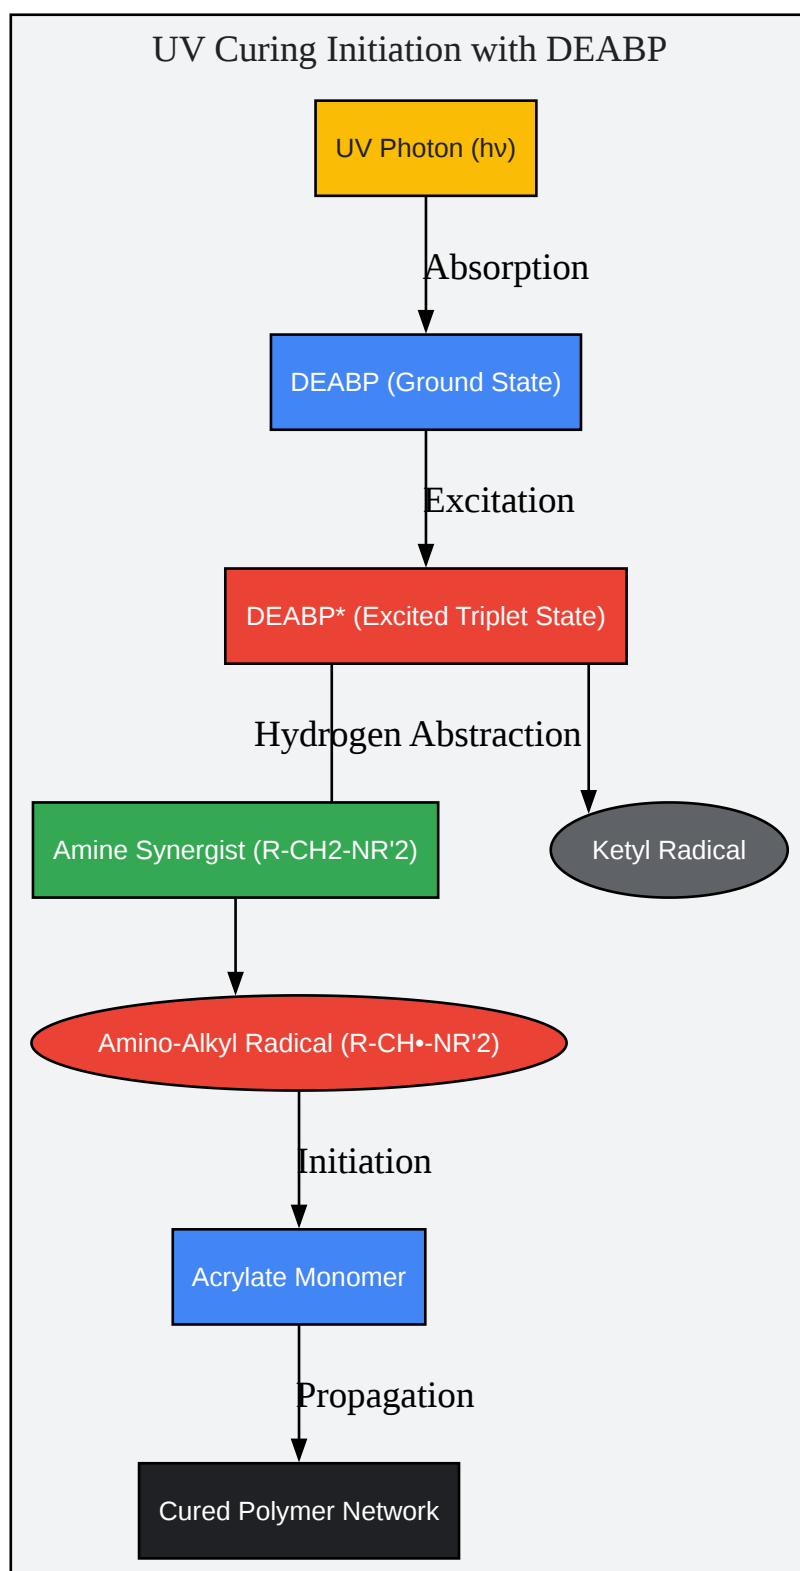 UV Curing Initiation with DEABP
UV Photon (hν)
Absorption
DEABP (Ground State)
Excitation
DEABP* (Excited Triplet State)
Hydrogen Abstraction
Amine Synergist (R-CH2-NR'2)
Ketyl Radical
Amino-Alkyl Radical (R-CH•-NR'2)
Initiation
Acrylate Monomer
Propagation
Cured Polymer Network